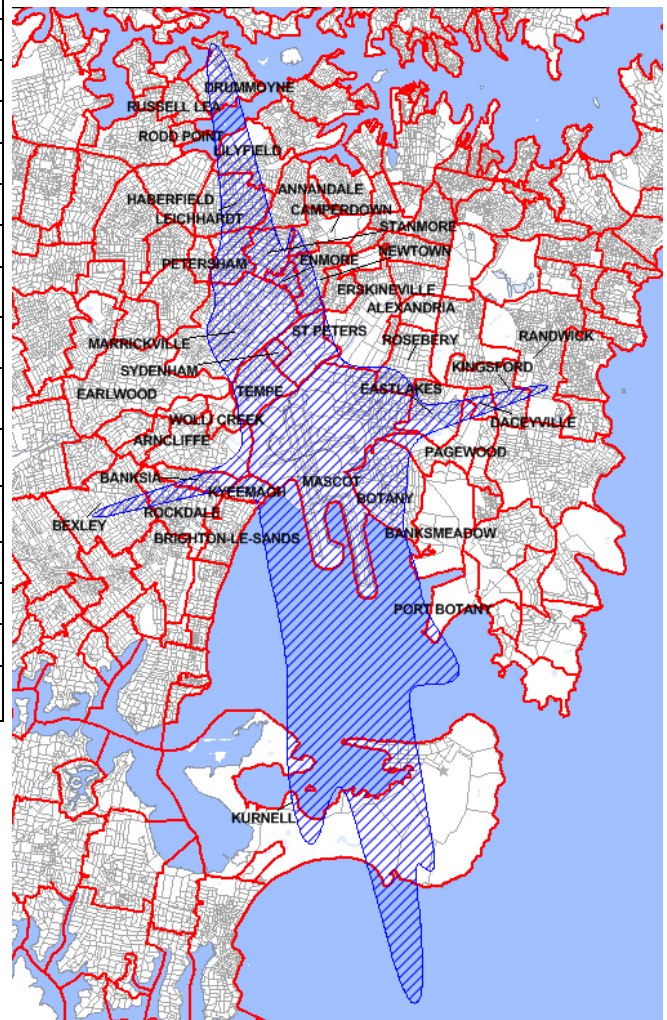 DRUMMOYNE
RUSSELL LEA
RODD POINT
LILYFIELD
ANNANDALE
HABERFIELD
CAMPERDOWN
LEICHHARDT
STANMORE
NEWTOWN
PETERSHAM
ENMORE
ERSKINEVILLE
ALEXANDRIA
ST PETERS
ROSEBERY
RANDWICK
MARRICKVILLE
KINGSFORD
SYDENHAM
EARLWOOD
TEMPE
EASTLAKES
WOLLI CREEK
DACEYVILLE
ARNCLIFFE
PAGEWOOD
BANKSIA
MASCOT
KYEEMAGH
BOTANY
ROCKDALE
BEXLEY
BRIGHTON-LE-SANDS
BANKSMEADOW
PORT BOTANY
KURNELL